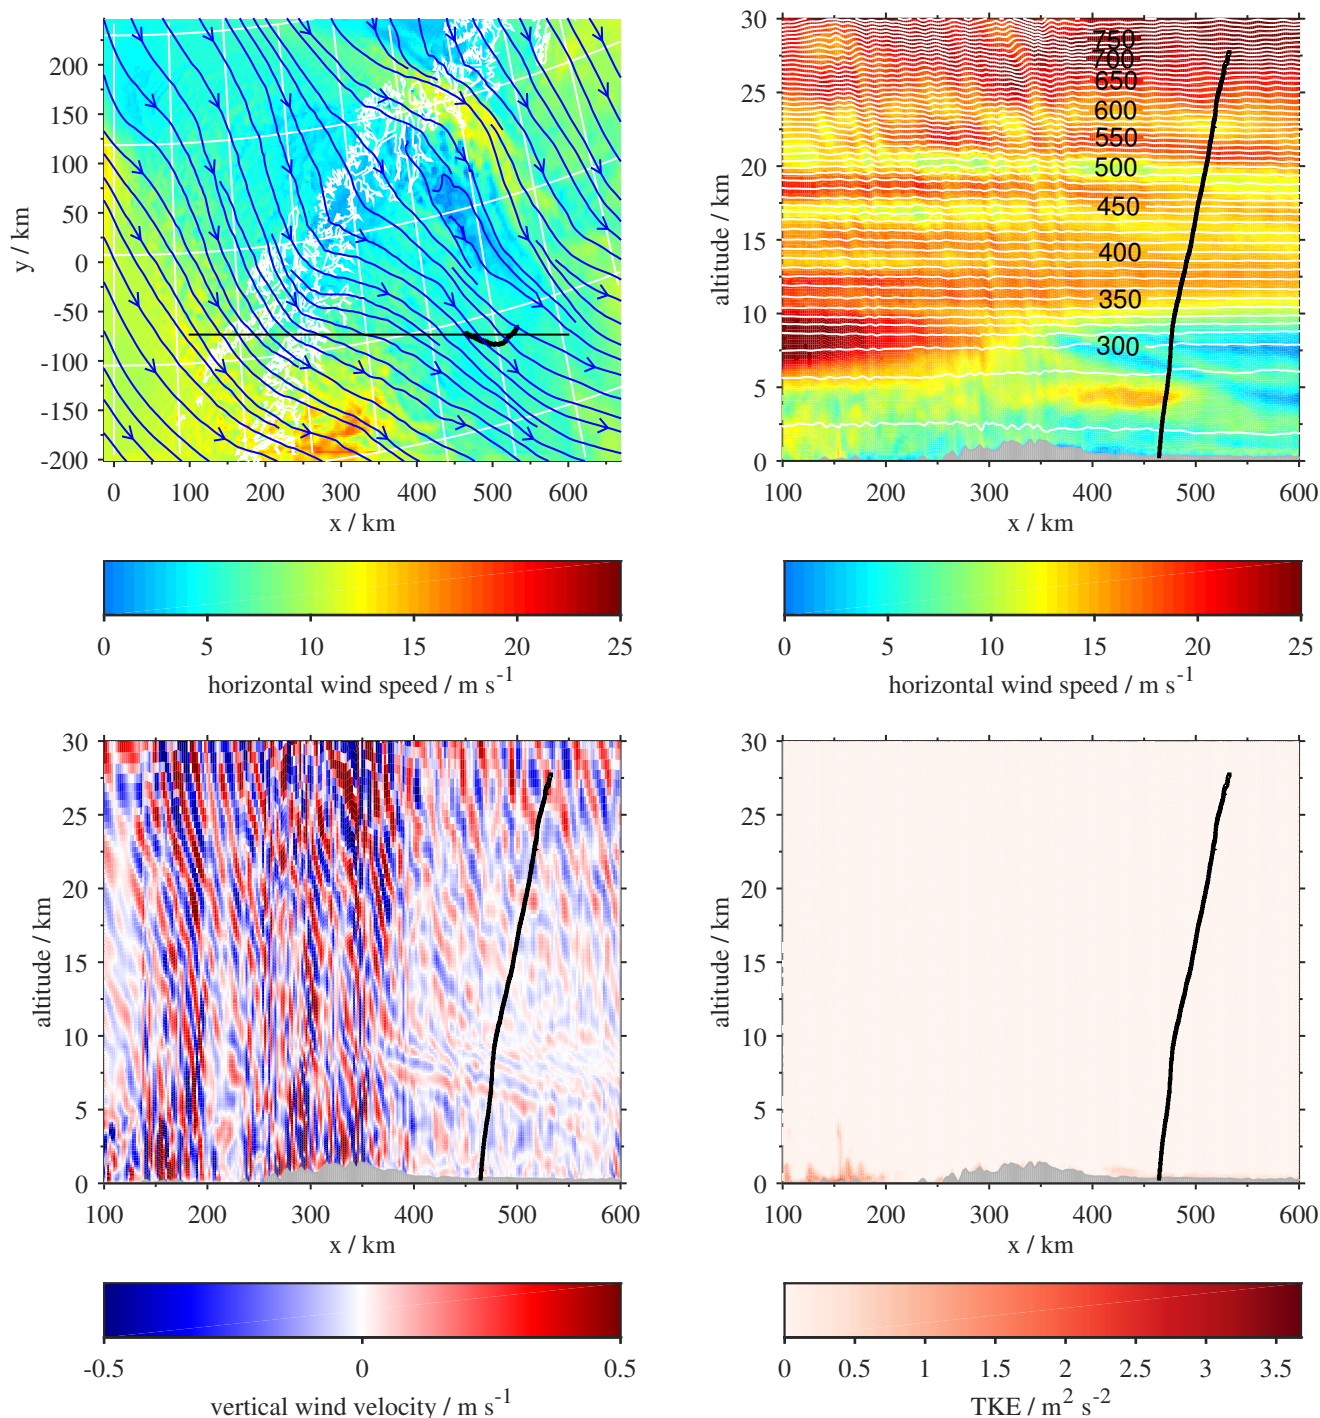 200
150
100
50
0
-50
-100
-150
-200
y / km
0 100 200 300 400 500 600
x / km
0 5 10 15 20 25
horizontal wind speed / m s-1
30
25
20
15
10
5
0
altitude / km
750
700
650
600
550
500
450
400
350
300
100 200 300 400 500 600
x / km
0 5 10 15 20 25
horizontal wind speed / m s-1
30
25
20
15
10
5
0
altitude / km
100 200 300 400 500 600
x / km
-0.5 0 0.5
vertical wind velocity / m s-1
30
25
20
15
10
5
0
altitude / km
100 200 300 400 500 600
x / km
0 0.5 1 1.5 2 2.5 3 3.5
TKE / m2 s-2